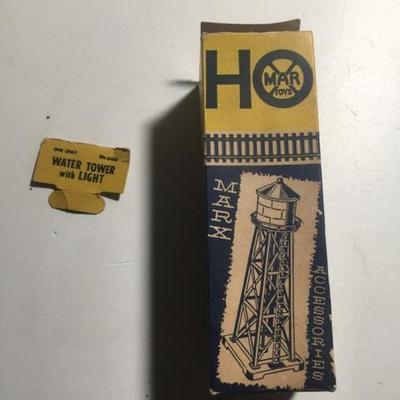 ONE ONLY
WATER TOWER
with LIGHT
HO
MAR
TOYS
MARX
ACCESSORIES